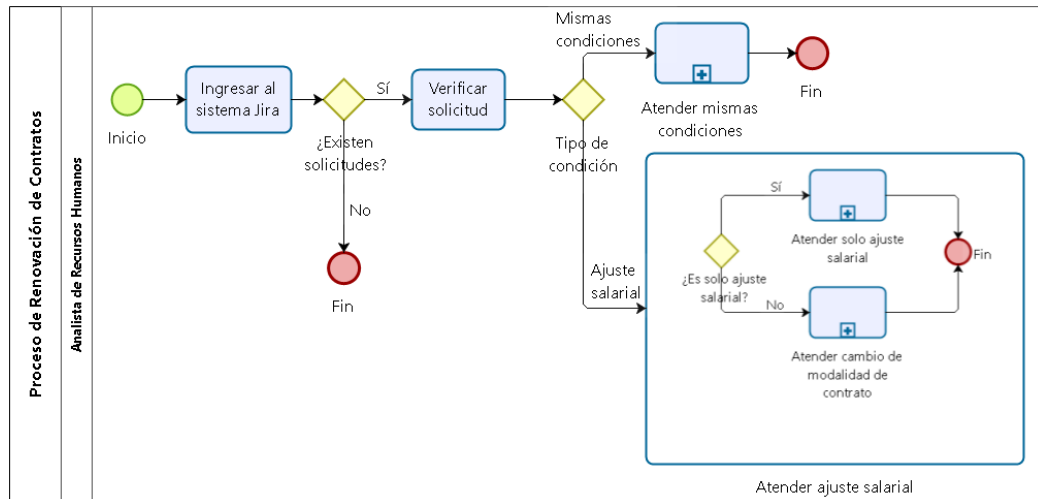 Proceso de Renovación de Contratos
Analista de Recursos Humanos
Inicio
Ingresar al
sistema Jira
¿Existen
solicitudes?
Sí
No
Fin
Verificar
solicitud
Tipo de
condición
Mismas
condiciones
Atender mismas
condiciones
Fin
Ajuste
salarial
¿Es solo ajuste
salarial?
Sí
Atender solo ajuste
salarial
No
Atender cambio de
modalidad de
contrato
Fin
Atender ajuste salarial